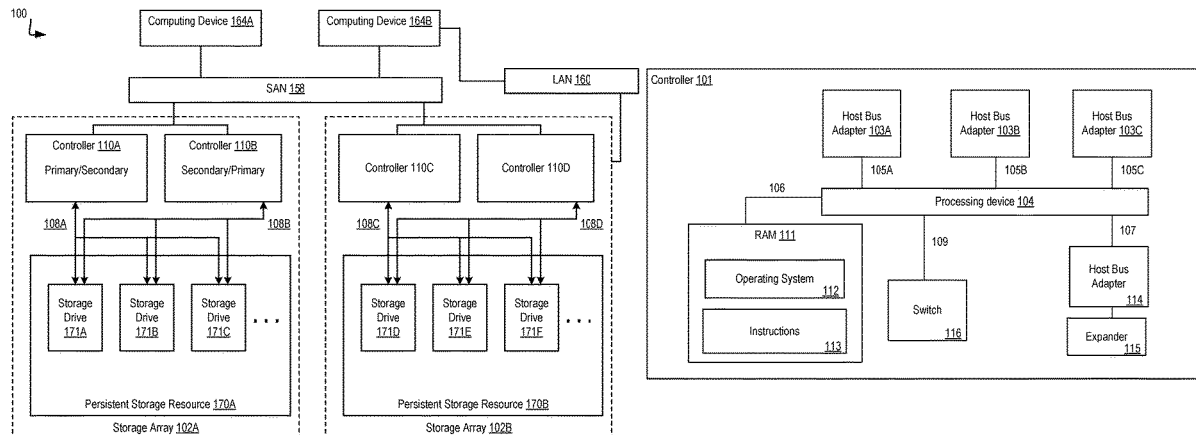 100
Computing Device 164A
Computing Device 164B
SAN 158
LAN 160
Controller 110A
Primary/Secondary
Controller 110B
Secondary/Primary
Controller 110C
Controller 110D
108A
108B
108C
108D
Storage
Drive
171A
Storage
Drive
171B
Storage
Drive
171C
. . .
Storage
Drive
171D
Storage
Drive
171E
Storage
Drive
171F
. . .
Persistent Storage Resource 170A
Persistent Storage Resource 170B
Storage Array 102A
Storage Array 102B
Controller 101
Host Bus
Adapter 103A
Host Bus
Adapter 103B
Host Bus
Adapter 103C
105A
105B
105C
106
Processing device 104
RAM 111
109
107
Operating System
112
Instructions
113
Switch
116
Host Bus
Adapter
114
Expander
115